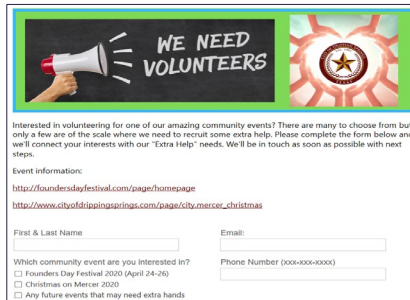 WE NEED
VOLUNTEERS
Interested in volunteering for one of our amazing community events? There are many to choose from but
only a few are of the scale where we need to recruit some extra help. Please complete the form below and
we'll connect your interests with our "Extra Help" needs. We'll be in touch as soon as possible with next
steps.
Event information:
http://foundersdayfestival.com/page/homepage
http://www.cityofdrippingsprings.com/page/city.mercer_christmas
First & Last Name
Email:
Which community event are you interested in?
Phone Number (xxx-xxx-xxxx)
Founders Day Festival 2020 (April 24-26)
Christmas on Mercer 2020
Any future events that may need extra hands